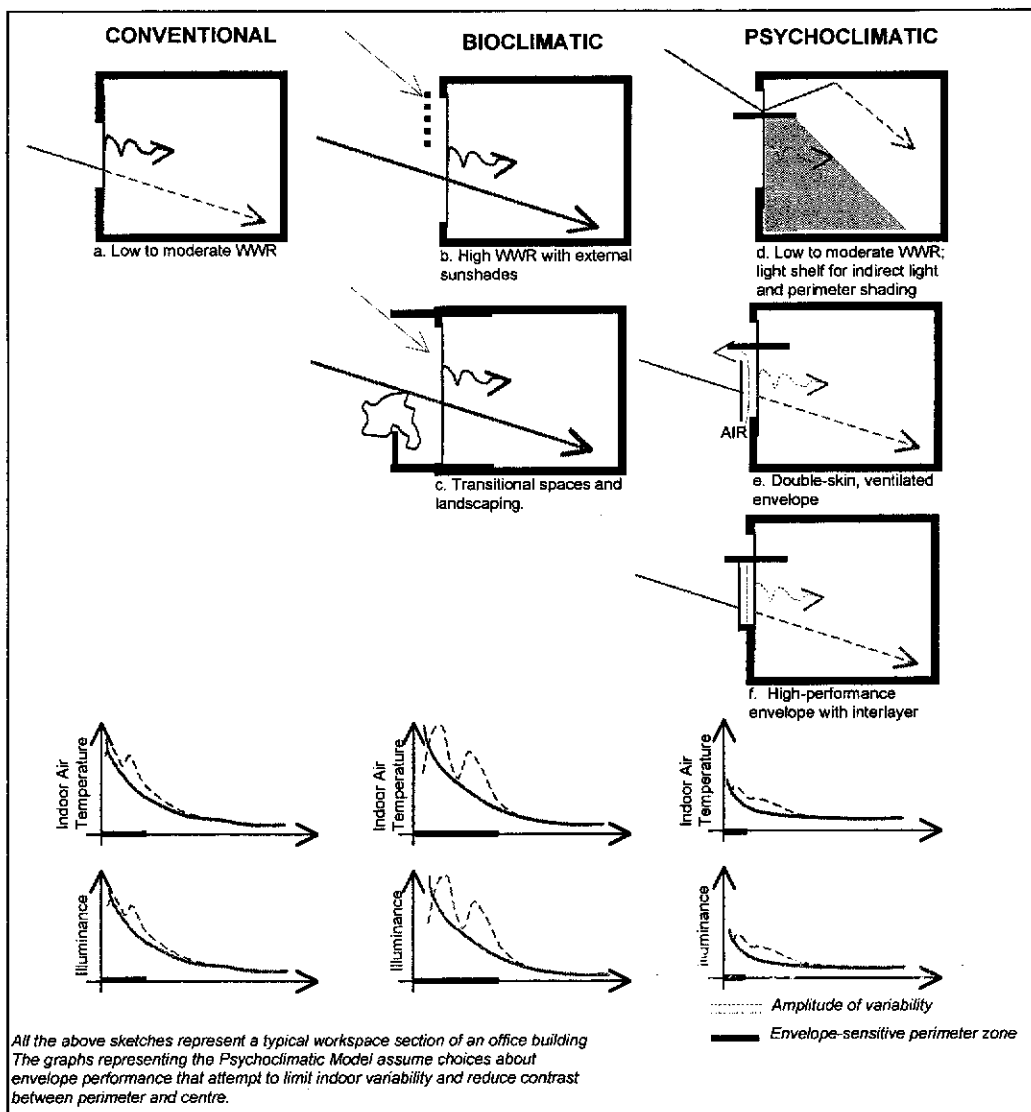 CONVENTIONAL
BIOCLIMATIC
PSYCHOCLIMATIC
a. Low to moderate WWR
b. High WWR with external
sunshades
d. Low to moderate WWR;
light shelf for indirect light
and perimeter shading
c. Transitional spaces and
landscaping.
AIR
e. Double-skin, ventilated
envelope
f. High-performance
envelope with interlayer
Indoor Air
Temperature
Indoor Air
Temperature
Indoor Air
Temperature
Illuminance
Illuminance
Illuminance
Amplitude of variability
Envelope-sensitive perimeter zone
All the above sketches represent a typical workspace section of an office building
The graphs representing the Psychoclimatic Model assume choices about
envelope performance that attempt to limit indoor variability and reduce contrast
between perimeter and centre.